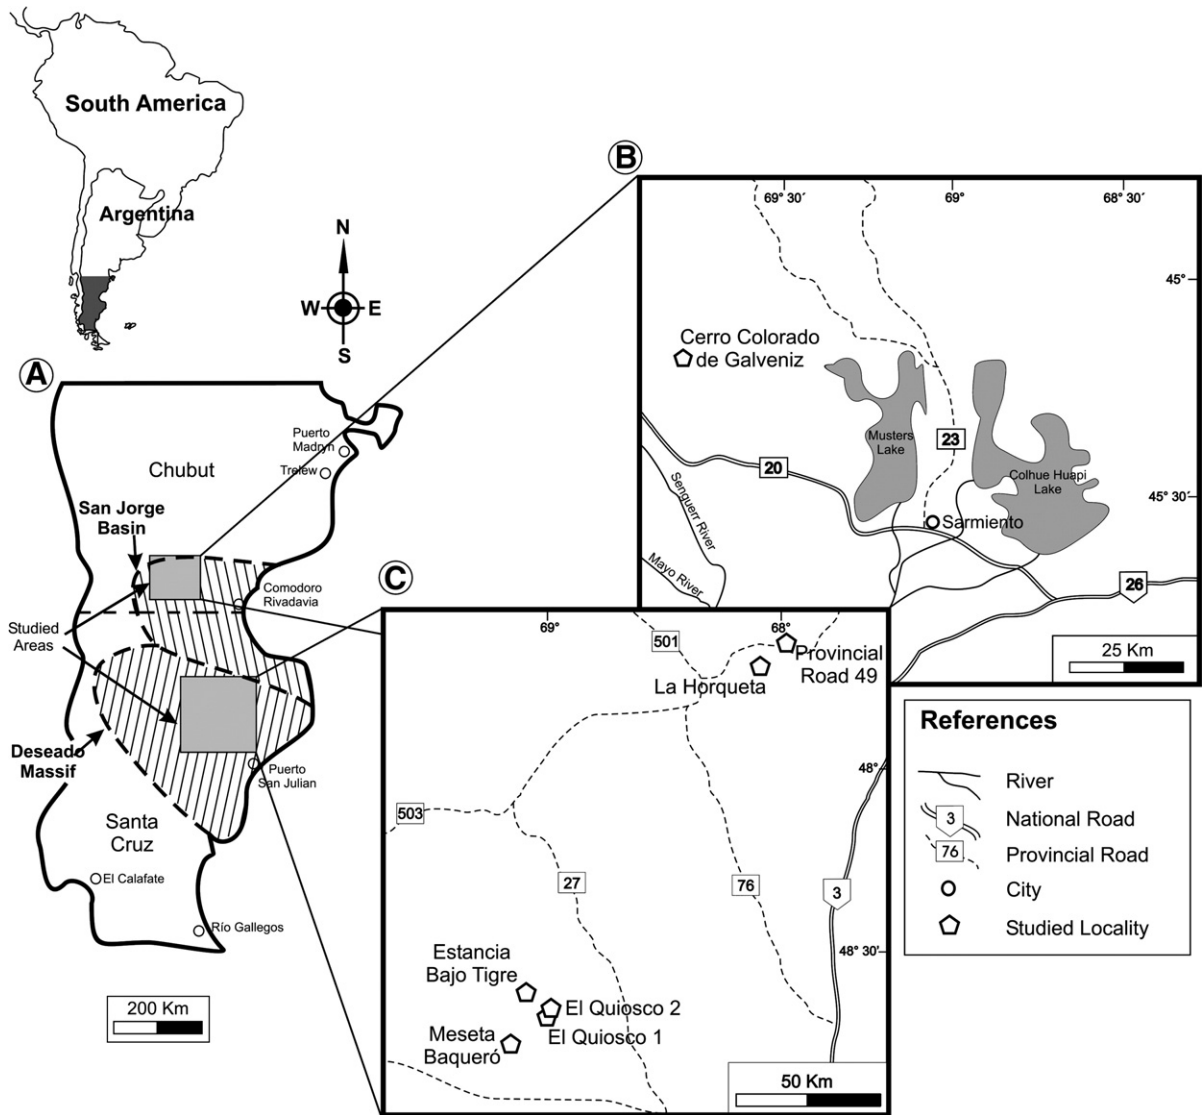 South America
Argentina
N
W
E
S
A
Puerto
Madryn
Trelew
Chubut
San Jorge
Basin
Comodoro
Rivadavia
Studied
Areas
Deseado
Massif
Puerto
San Julian
Santa
Cruz
El Calafate
Río Gallegos
200 Km
B
69° 30´
69°
68° 30´
45°
Cerro Colorado
de Galveniz
Musters
Lake
23
20
Colhue Huapi
Lake
45° 30´
Senguerr River
Sarmiento
Mayo River
26
25 Km
C
69°
68°
501
Provincial
Road 49
La Horqueta
48°
503
27
76
3
48° 30´
Estancia
Bajo Tigre
El Quiosco 2
El Quiosco 1
Meseta
Baqueró
50 Km
References
River
3
National Road
76
Provincial Road
City
Studied Locality